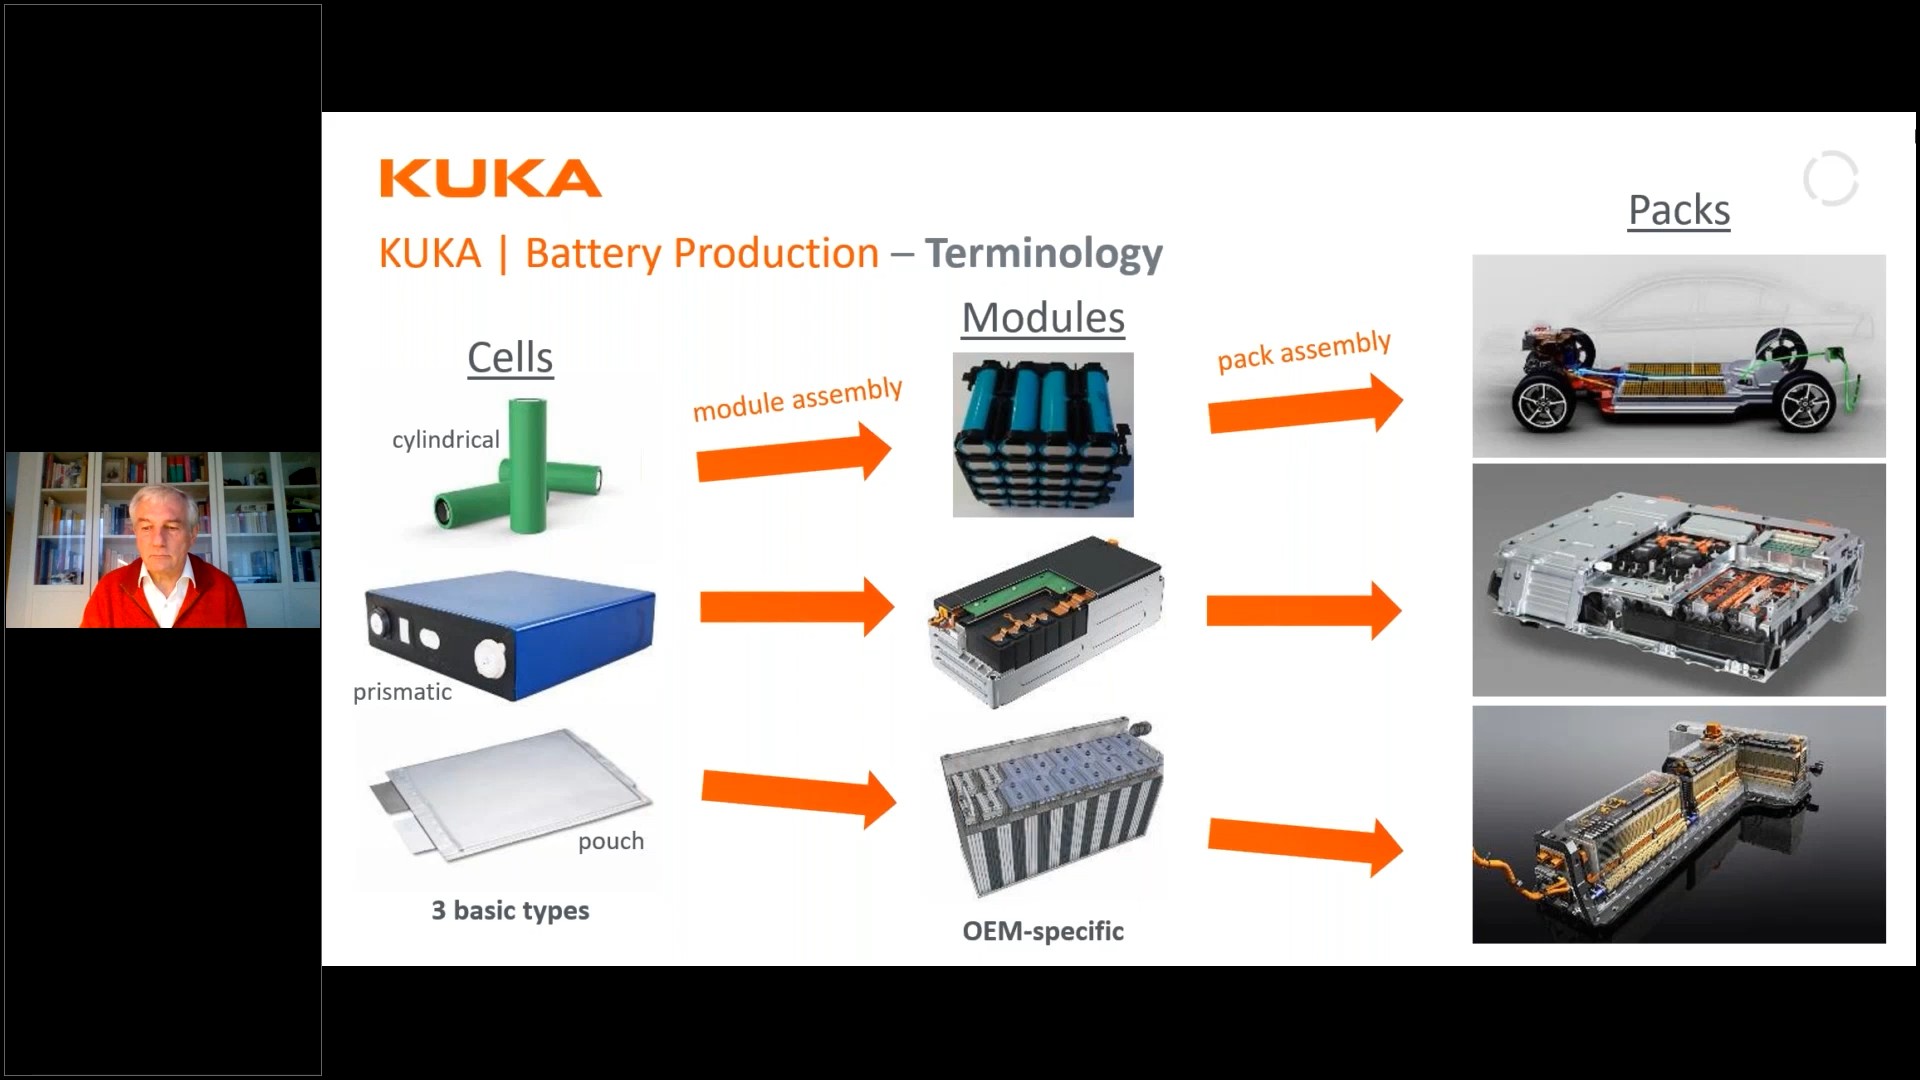 KUKA
KUKA | Battery Production – Terminology
Packs
Modules
Cells
module assembly
pack assembly
cylindrical
prismatic
pouch
3 basic types
OEM-specific